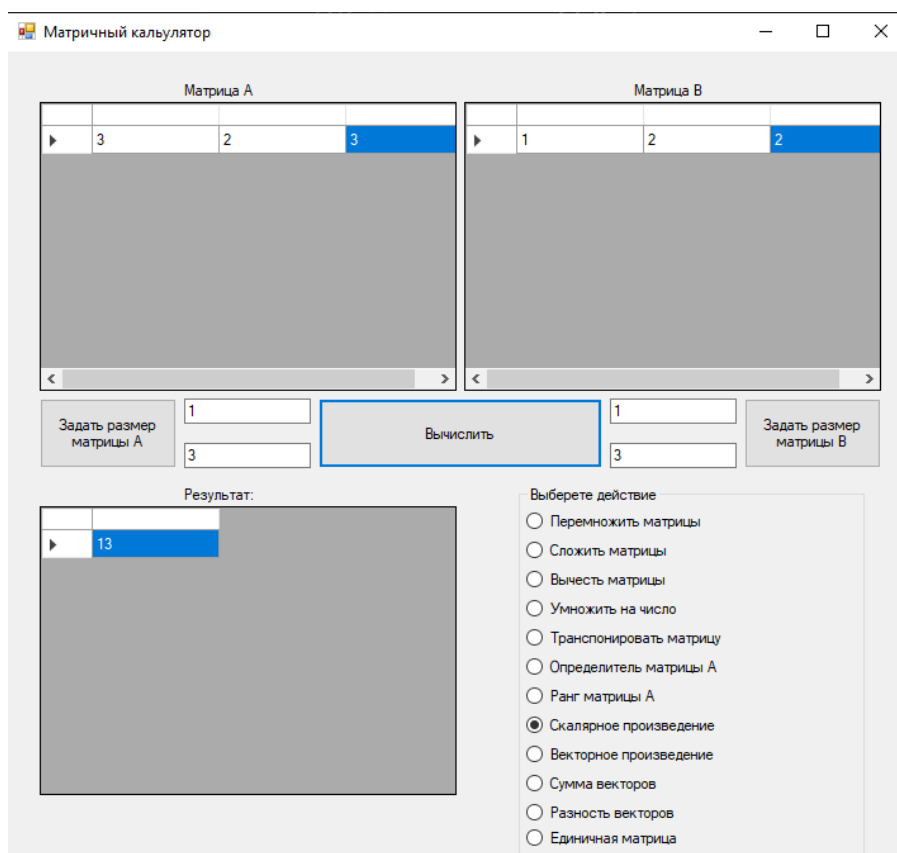 Матричный кальулятор
Матрица А
Матрица В
3 2 3
1 2 2
Задать размер
матрицы А
1
3
Вычислить
1
3
Задать размер
матрицы В
Результат:
13
Выберете действие
Перемножить матрицы
Сложить матрицы
Вычесть матрицы
Умножить на число
Транспонировать матрицу
Определитель матрицы А
Ранг матрицы А
Скалярное произведение
Векторное произведение
Сумма векторов
Разность векторов
Единичная матрица